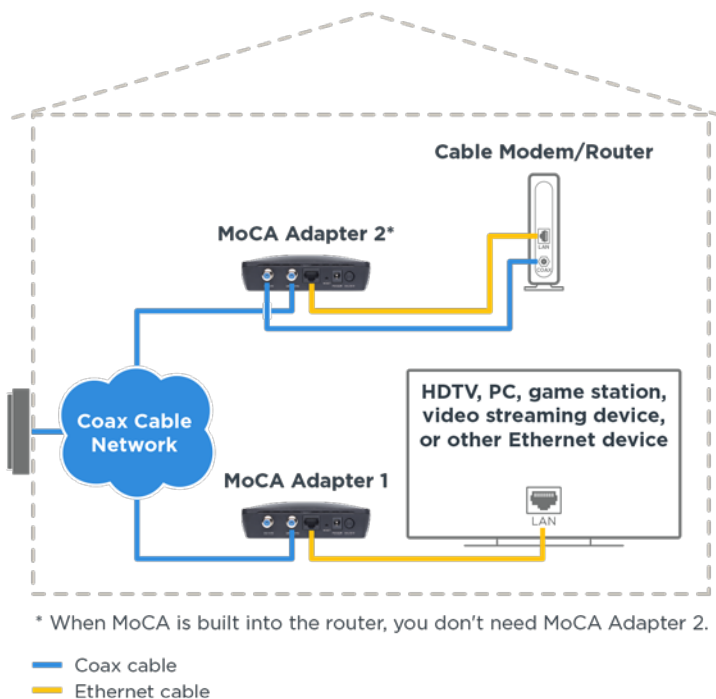 Cable Modem/Router
LAN
COAX
MoCA Adapter 2*
Coax Cable
Network
HDTV, PC, game station,
video streaming device,
or other Ethernet device
LAN
MoCA Adapter 1
* When MoCA is built into the router, you don't need MoCA Adapter 2.
Coax cable
Ethernet cable